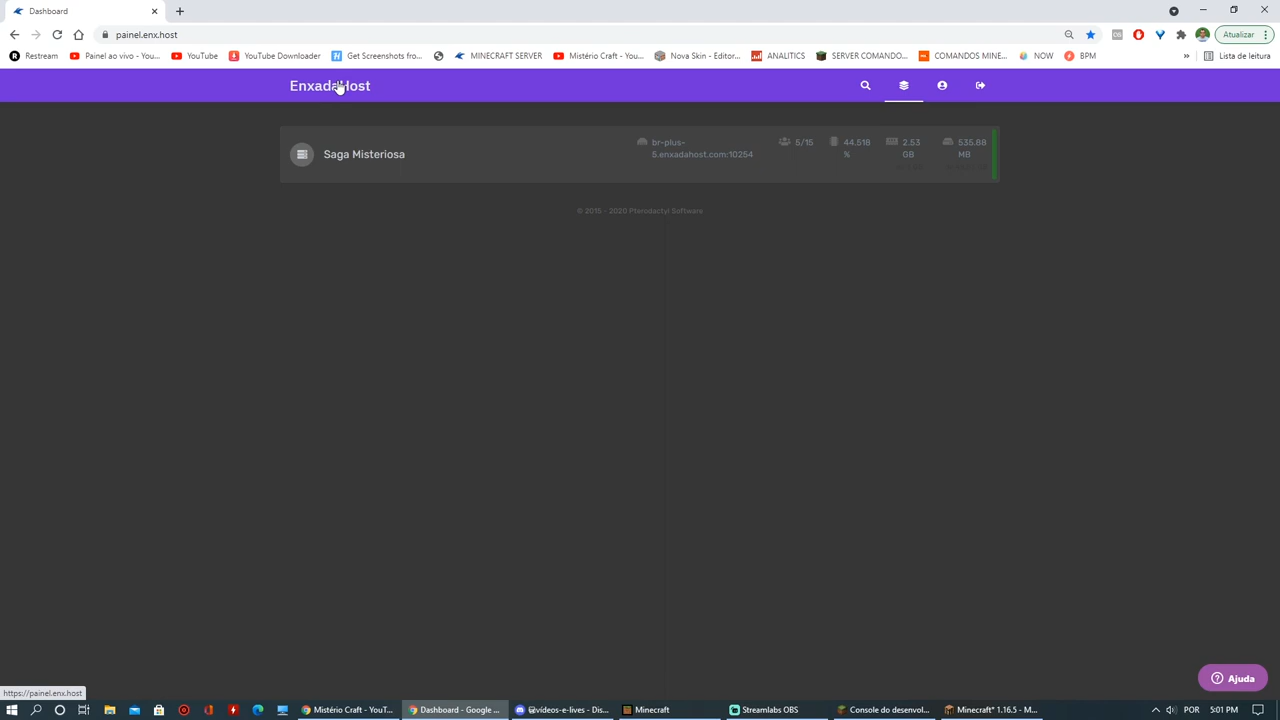 Dashboard
painel.enx.host
Atualizar
Restream
Painel ao vivo - You...
YouTube
YouTube Downloader
Get Screenshots fro...
MINECRAFT SERVER
Mistério Craft - You...
Nova Skin - Editor...
ANALITICS
SERVER COMANDO...
COMANDOS MINE...
NOW
BPM
»
Lista de leitura
EnxadaHost
Saga Misteriosa
br-plus-
5.enxadahost.com:10254
5/15
44.518
%
2.53
GB
535.88
MB
© 2015 - 2020 Pterodactyl Software
Ajuda
https://painel.enx.host
Mistério Craft - YouT...
Dashboard - Google ...
Minecraft
Streamlabs OBS
Console do desenvol...
Minecraft* 1.16.5 - M...
POR
5:01 PM